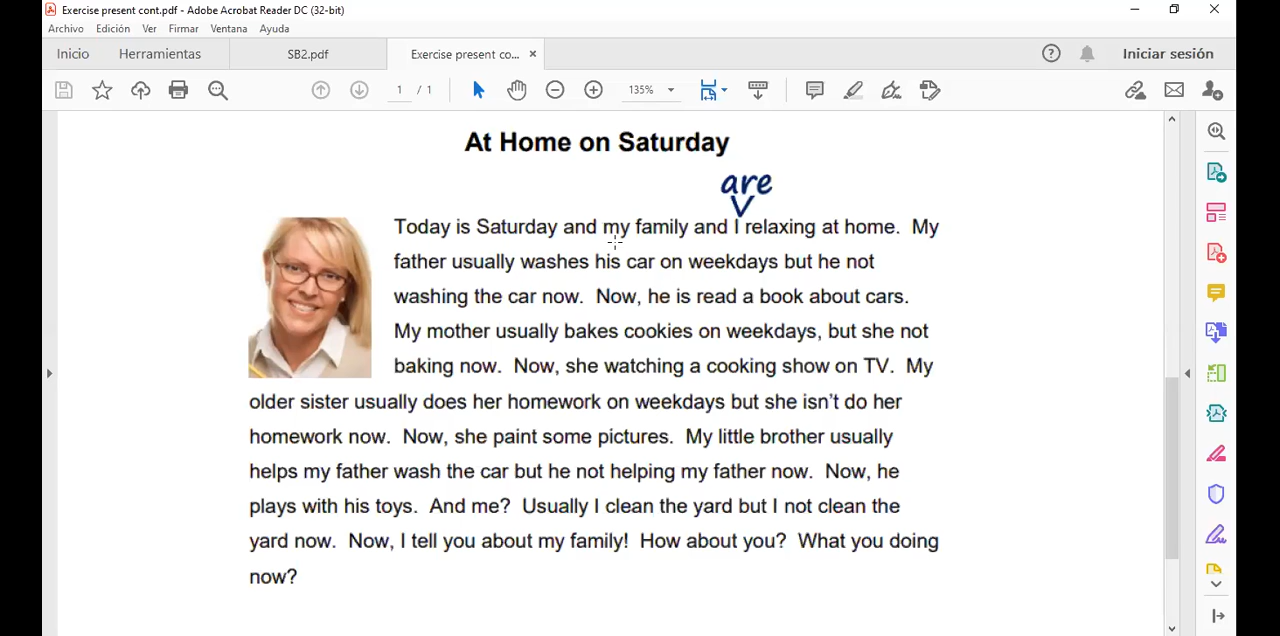 Exercise present cont.pdf - Adobe Acrobat Reader DC (32-bit)
Archivo Edición Ver Firmar Ventana Ayuda
Inicio Herramientas SB2.pdf Exercise present co... × Iniciar sesión
1 / 1 135%
At Home on Saturday
are
Today is Saturday and my family and I relaxing at home. My
father usually washes his car on weekdays but he not
washing the car now. Now, he is read a book about cars.
My mother usually bakes cookies on weekdays, but she not
baking now. Now, she watching a cooking show on TV. My
older sister usually does her homework on weekdays but she isn't do her
homework now. Now, she paint some pictures. My little brother usually
helps my father wash the car but he not helping my father now. Now, he
plays with his toys. And me? Usually I clean the yard but I not clean the
yard now. Now, I tell you about my family! How about you? What you doing
now?